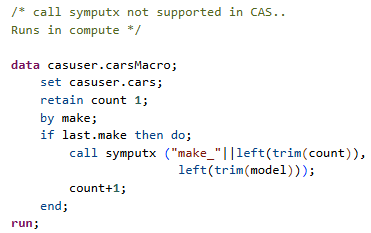 /* call symputx not supported in CAS..
Runs in compute */
data casuser.carsMacro;
set casuser.cars;
retain count 1;
by make;
if last.make then do;
call symputx ("make_"||left(trim(count)),
left(trim(model)));
count+1;
end;
run;